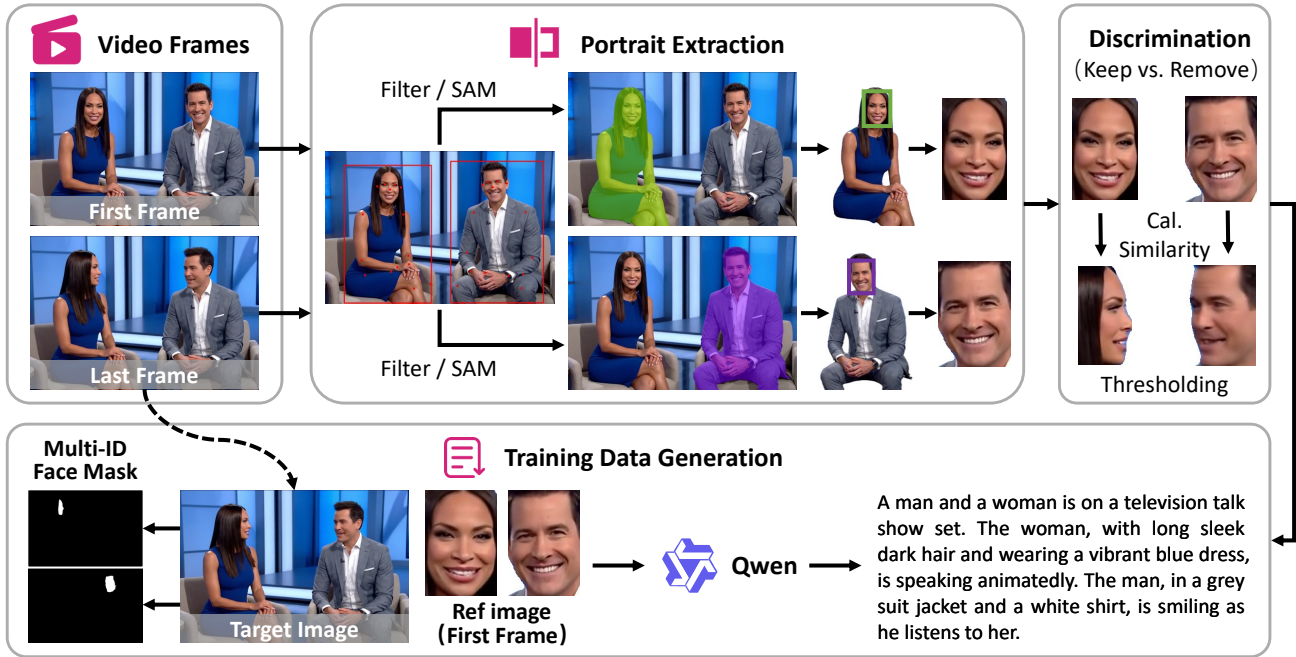 Video Frames
First Frame
Last Frame
Portrait Extraction
Filter / SAM
Filter / SAM
Discrimination
(Keep vs. Remove)
Cal.
Similarity
Thresholding
Training Data Generation
Multi-ID
Face Mask
Target Image
Ref image
(First Frame)
Qwen
A man and a woman is on a television talk
show set. The woman, with long sleek
dark hair and wearing a vibrant blue dress,
is speaking animatedly. The man, in a grey
suit jacket and a white shirt, is smiling as
he listens to her.